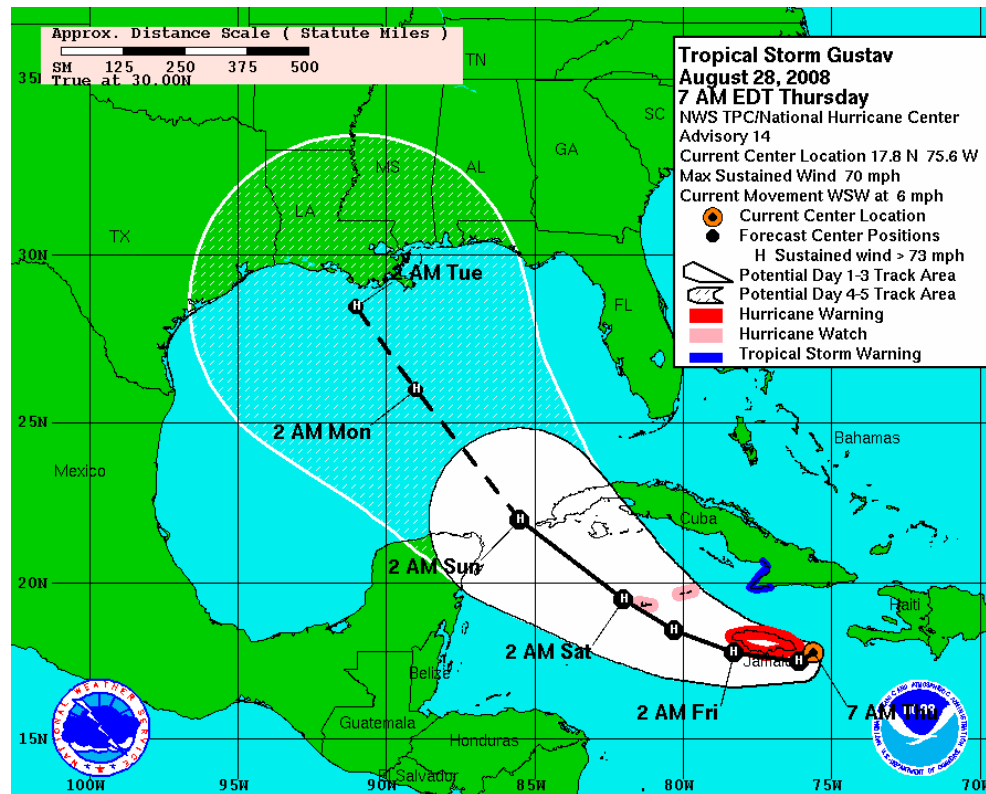 Approx. Distance Scale ( Statute Miles )
SM 125 250 375 500
True at 30.00N
Tropical Storm Gustav
August 28, 2008
7 AM EDT Thursday
NWS TPC/National Hurricane Center
Advisory 14
Current Center Location 17.8 N 75.6 W
Max Sustained Wind 70 mph
Current Movement WSW at 6 mph
Current Center Location
Forecast Center Positions
H Sustained wind > 73 mph
Potential Day 1-3 Track Area
Potential Day 4-5 Track Area
Hurricane Warning
Hurricane Watch
Tropical Storm Warning
TN
35N
SC
MS
AL
GA
LA
TX
30N
2 AM Tue
H
FL
H
25N
2 AM Mon
Bahamas
Mexico
H
Cuba
2 AM Sun
20N
H
Haiti
2 AM Sat
H
H
H
Jamaica
Belize
2 AM Fri
7 AM Thu
NATIONAL WEATHER SERVICE
Guatemala
15N
Honduras
El Salvador
100W 95W 90W 85W 80W 75W 70W